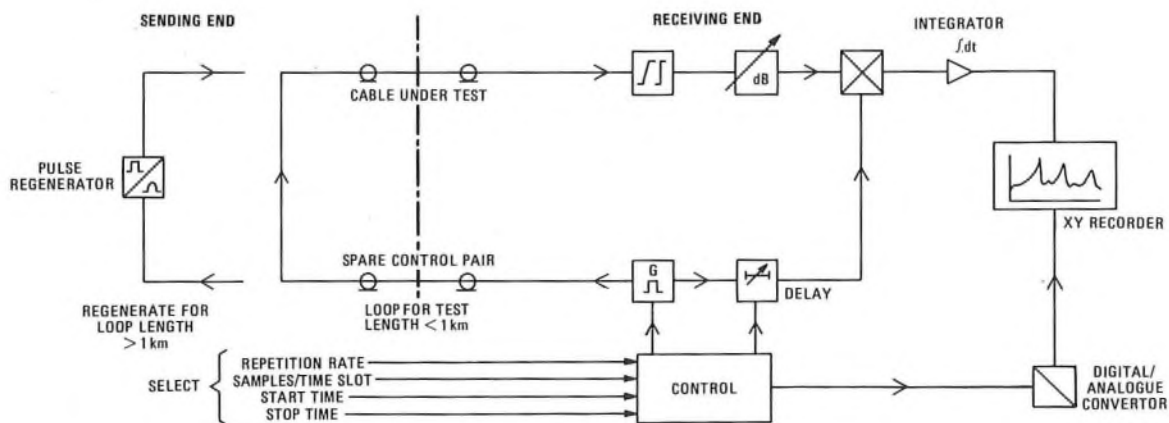 SENDING END
RECEIVING END
INTEGRATOR
∫.dt
CABLE UNDER TEST
dB
PULSE
REGENERATOR
XY RECORDER
SPARE CONTROL PAIR
G
DELAY
REGENERATE FOR
LOOP LENGTH
> 1 km
LOOP FOR TEST
LENGTH < 1 km
SELECT
REPETITION RATE
SAMPLES/TIME SLOT
START TIME
STOP TIME
CONTROL
DIGITAL/
ANALOGUE
CONVERTOR